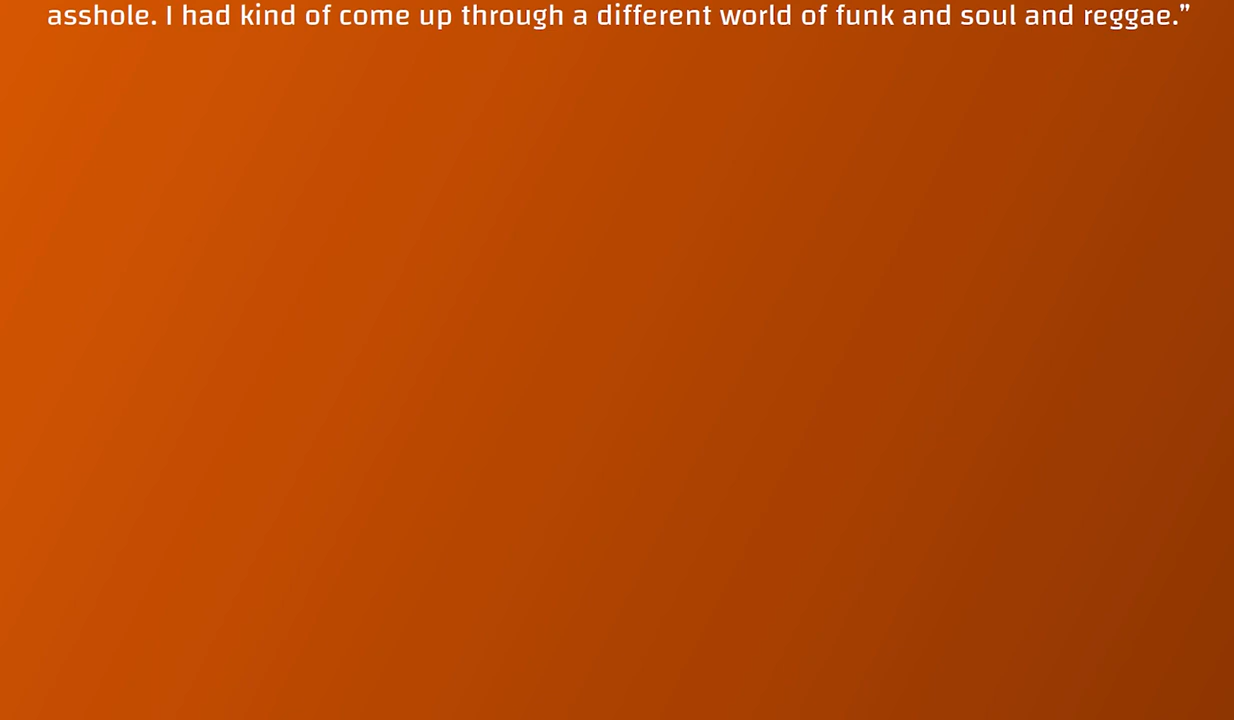 asshole. I had kind of come up through a different world of funk and soul and reggae.”